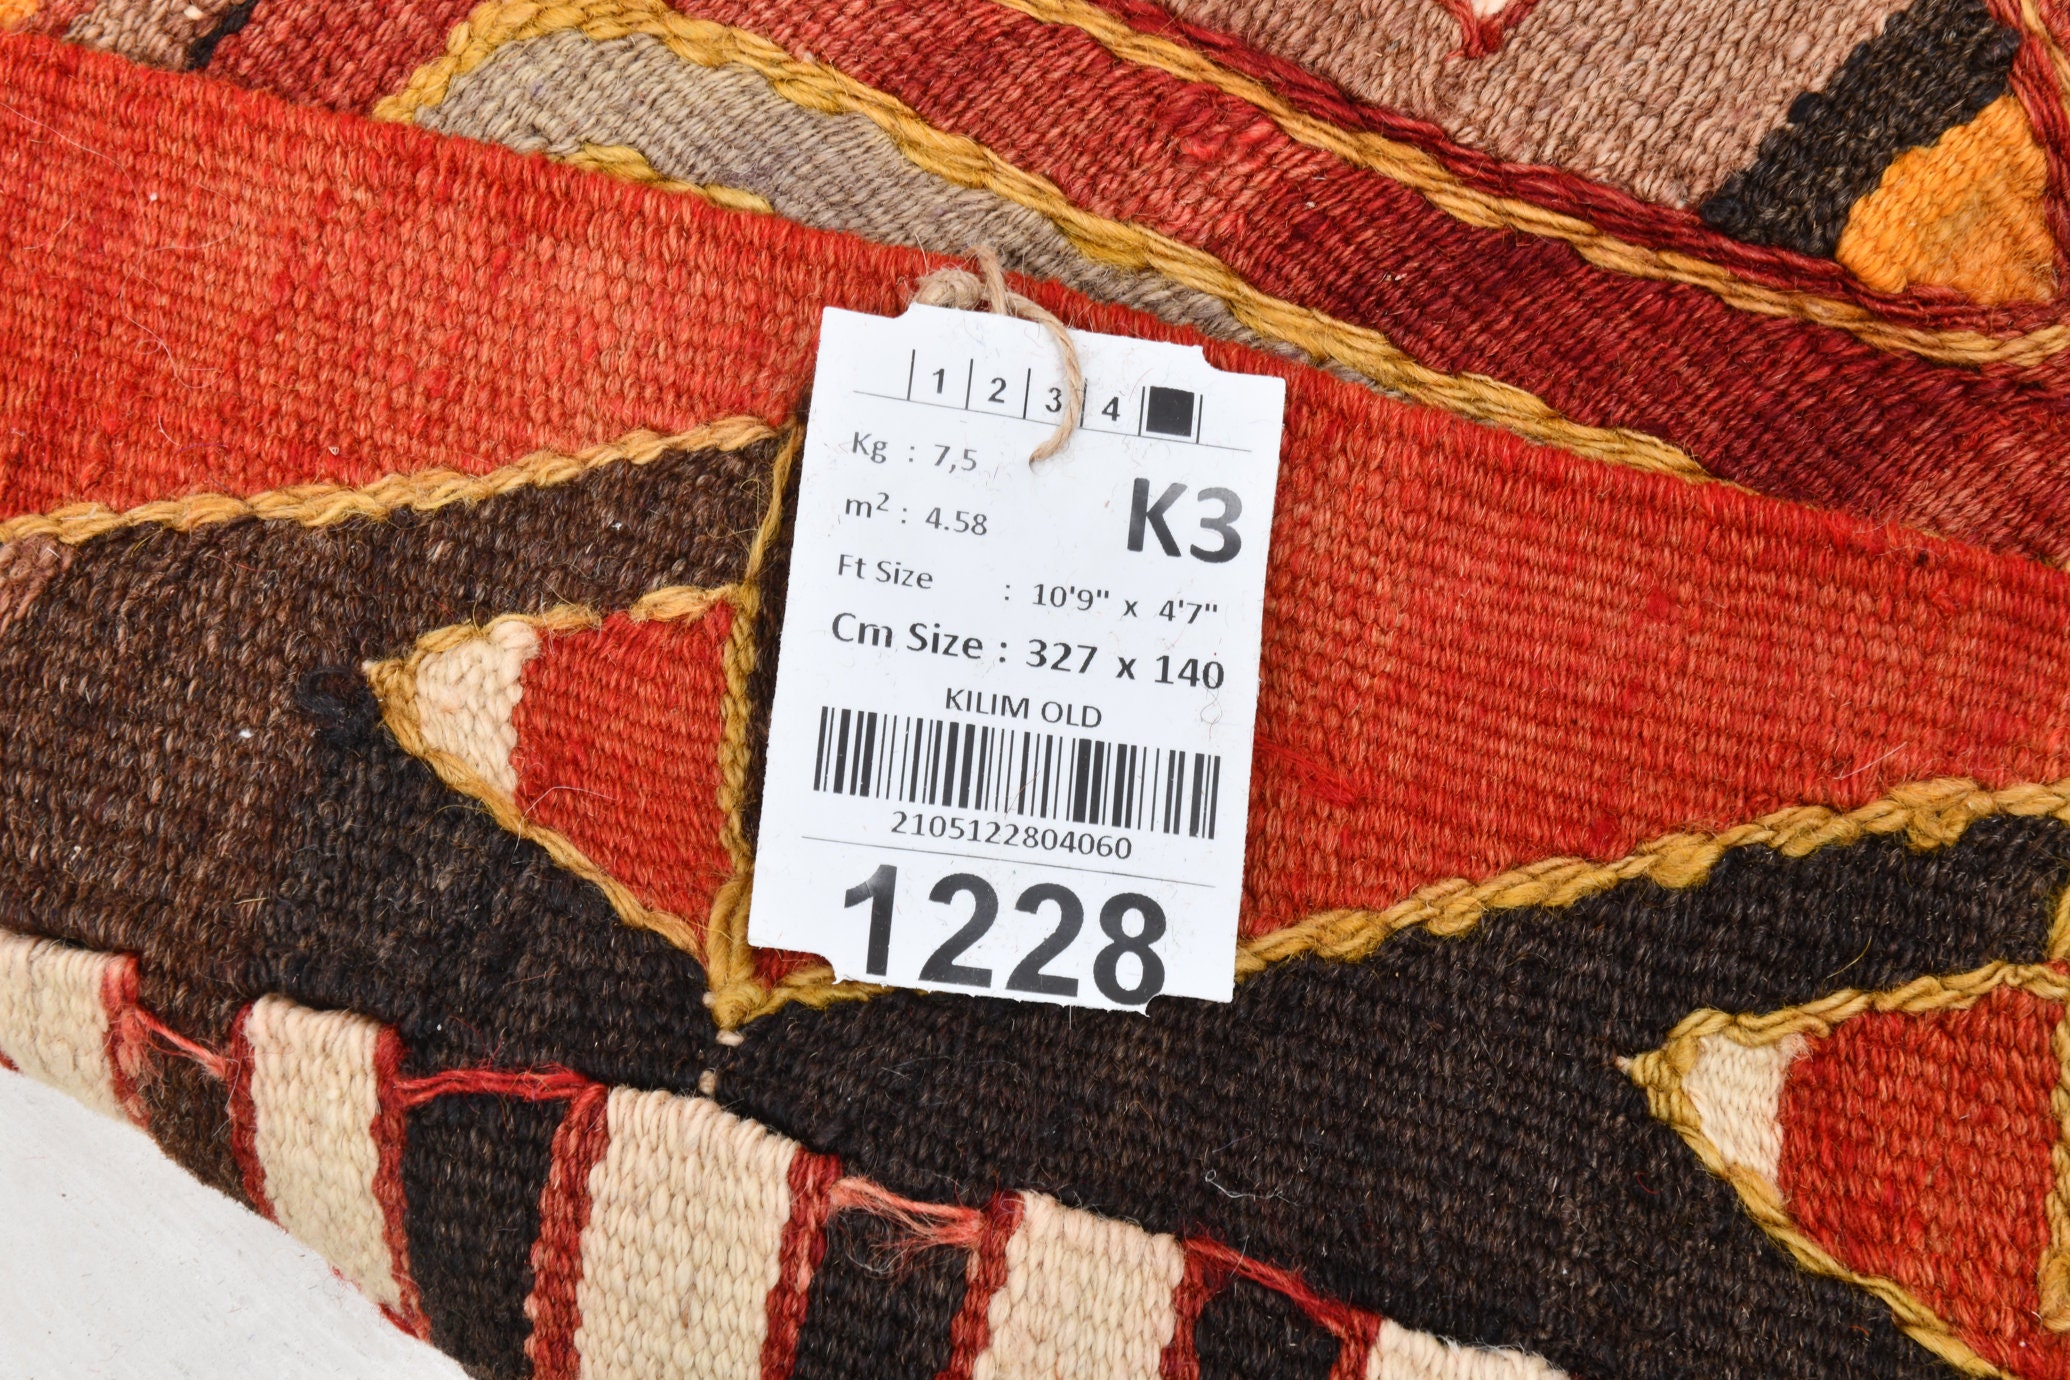 1 2 3 4
Kg : 7,5
K3
m² : 4.58
Ft Size : 10'9" x 4'7"
Cm Size : 327 x 140
KILIM OLD
2105122804060
1228